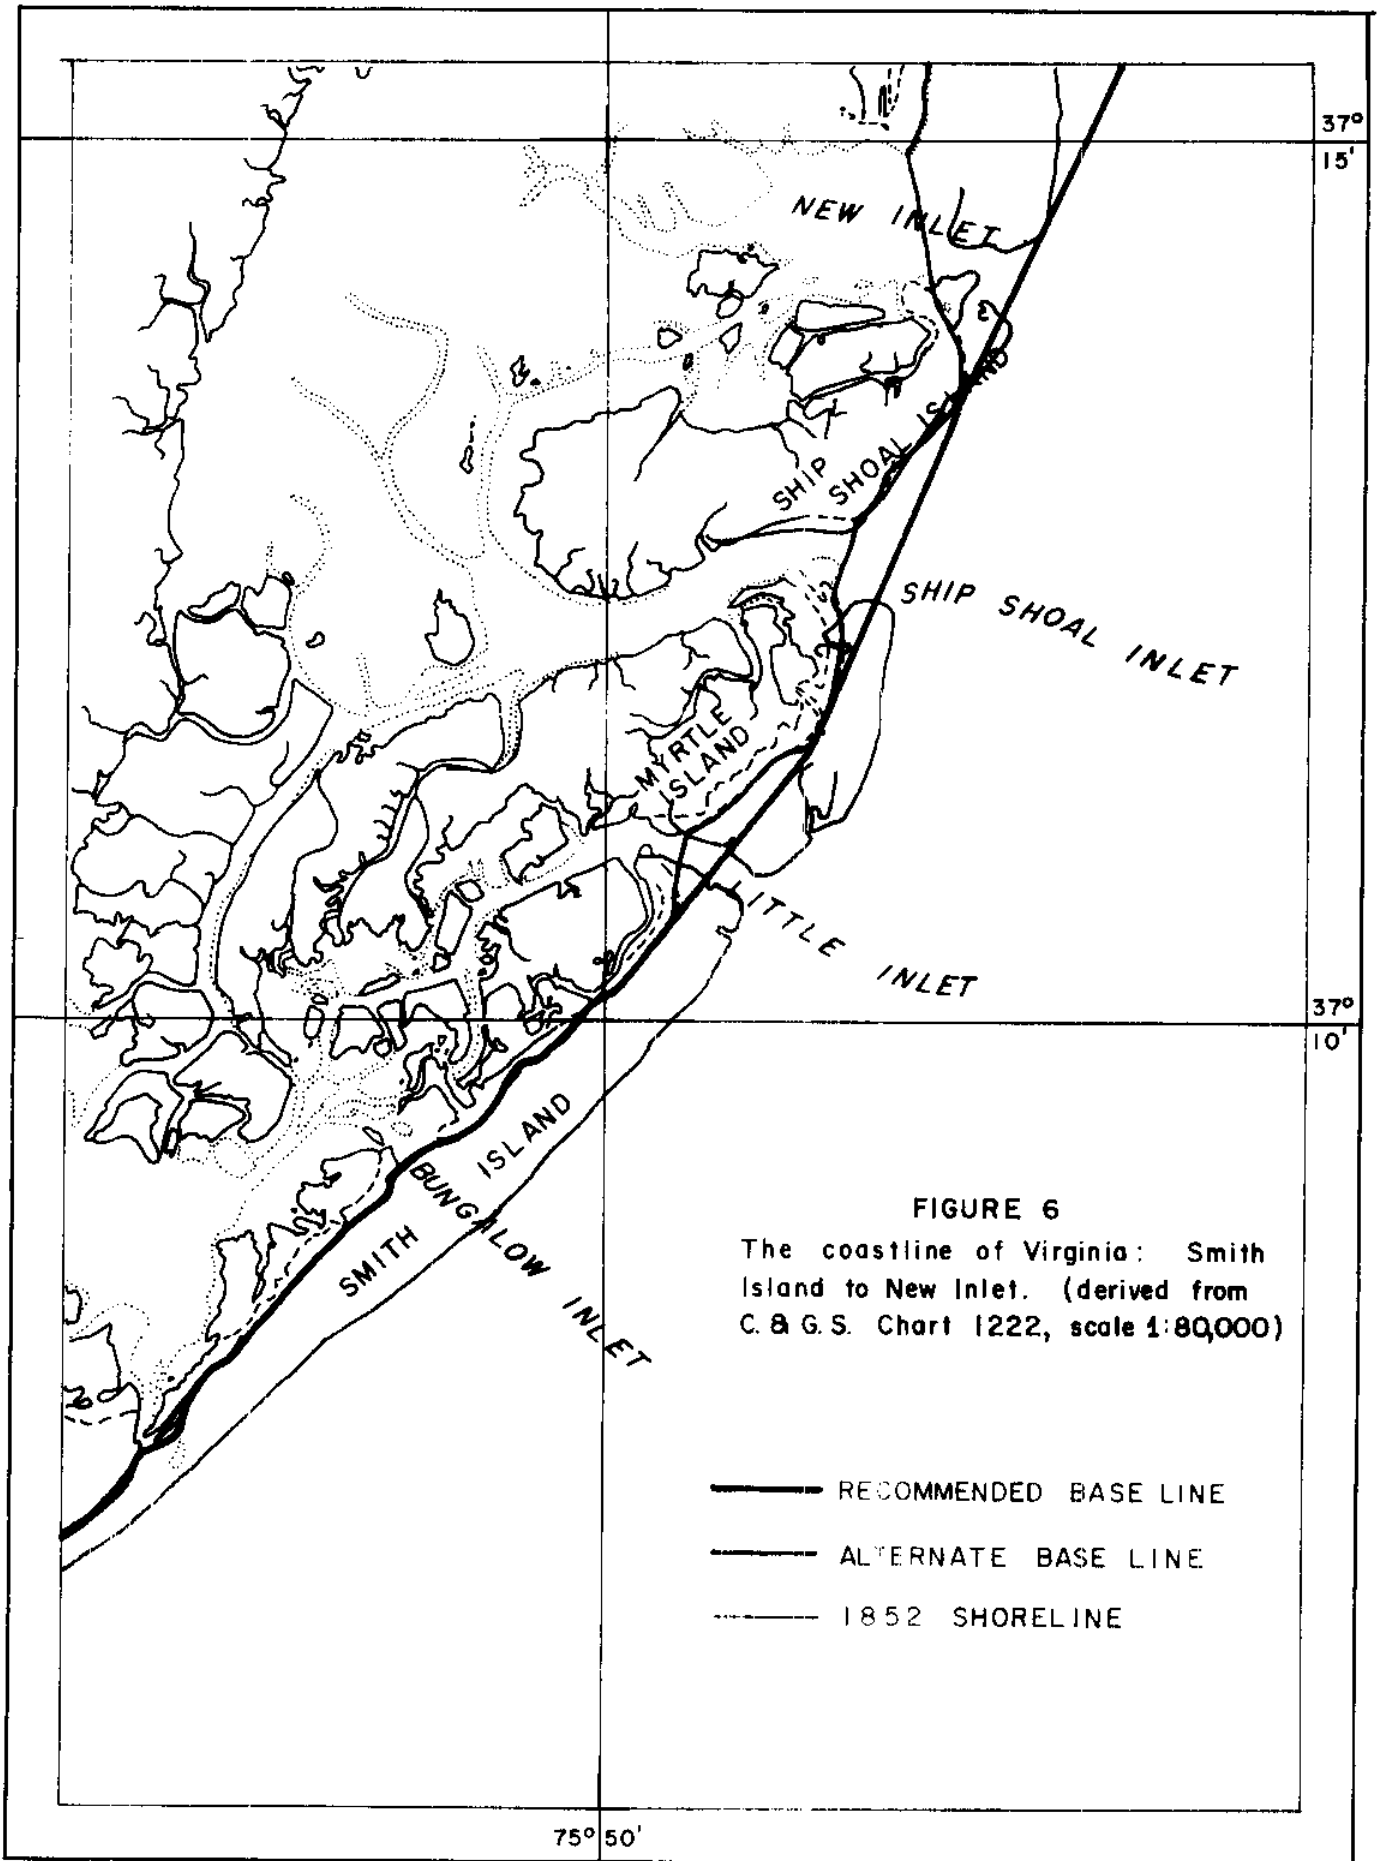 37°
15'
NEW INLET
SHIP
SHOAL ISLAND
SHIP SHOAL INLET
MYRTLE
ISLAND
LITTLE INLET
37°
10'
SMITH ISLAND
BUNGALOW INLET
FIGURE 6
The coastline of Virginia: Smith
Island to New Inlet. (derived from
C. & G. S. Chart 1222, scale 1:80,000)
RECOMMENDED BASE LINE
ALTERNATE BASE LINE
1852 SHORELINE
75° 50'